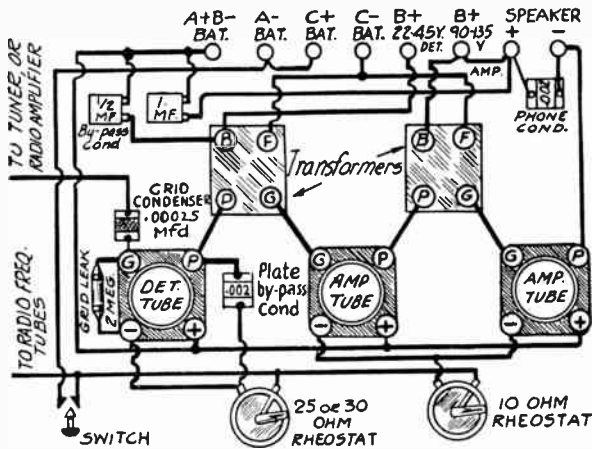 A+B- BAT.
A- BAT.
C+ BAT.
C- BAT.
B+ 22-45V. DET.
B+ 90-135 V
AMP.
SPEAKER
+
-
TO TUNER, OR
RADIO AMPLIFIER
1/2 MF
By-pass
Cond
1 MF.
.002
PHONE
COND.
B
F
P
G
Transformers
B
F
P
G
GRID
CONDENSER
.00025
Mfd
GRID LEAK
2 MEG.
G
P
DET.
TUBE
-
+
.002
Plate
by-pass
Cond
G
P
AMP
TUBE
-
+
G
P
AMP.
TUBE
-
+
TO RADIO FREQ.
TUBES
SWITCH
25 OR 30
OHM
RHEOSTAT
10 OHM
RHEOSTAT